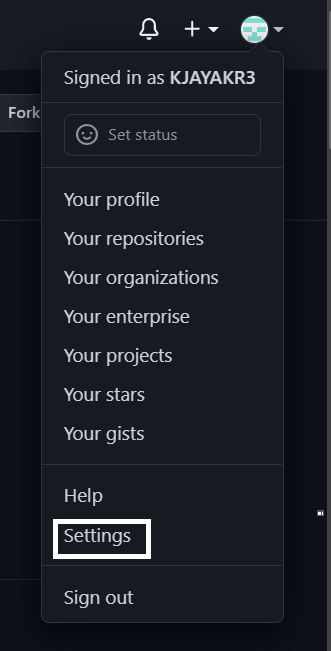 Fork
Signed in as KJAYAKR3
Set status
Your profile
Your repositories
Your organizations
Your enterprise
Your projects
Your stars
Your gists
Help
Settings
Sign out